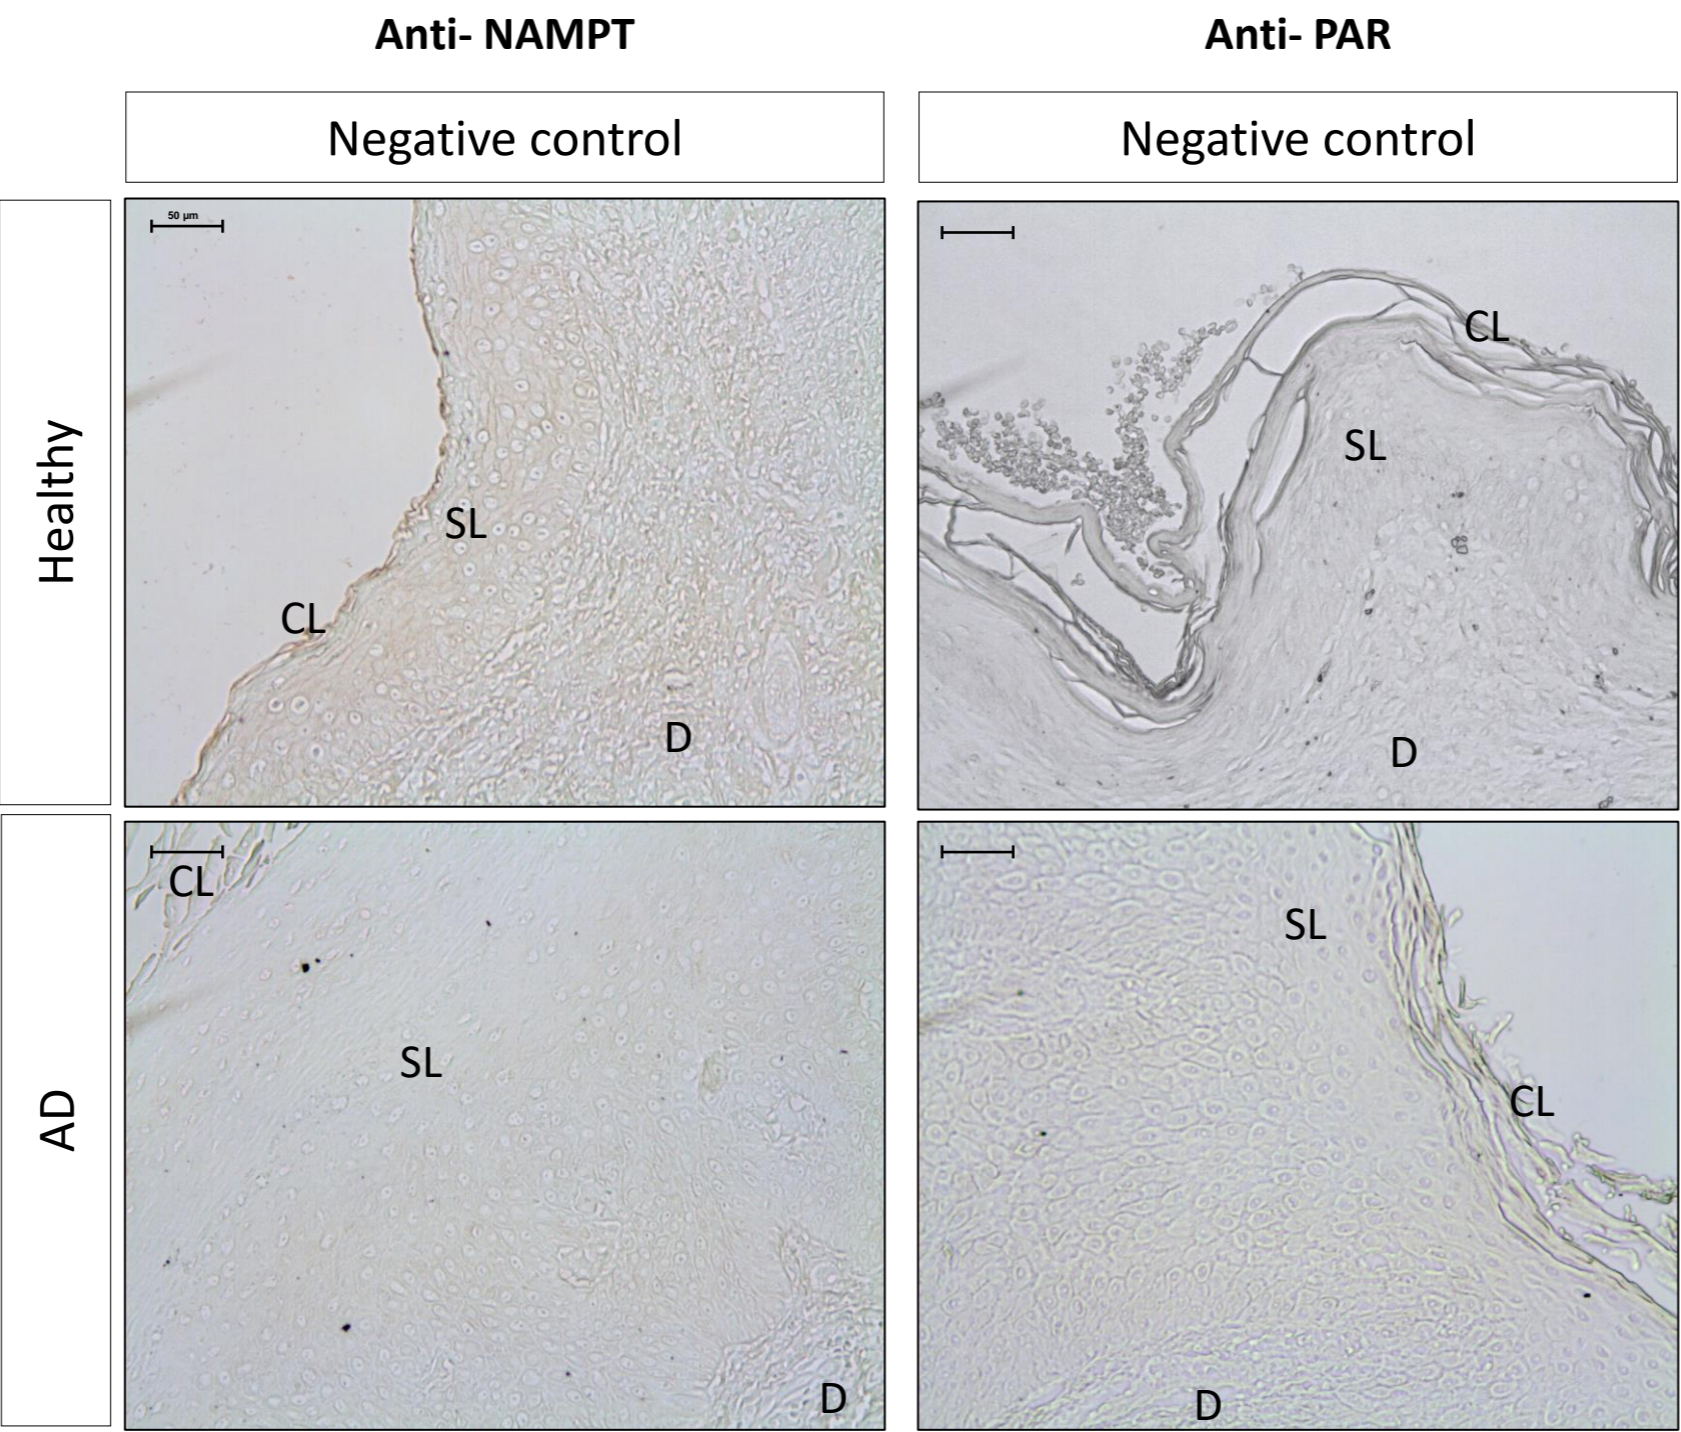 Anti- NAMPT
Anti- PAR
Negative control
Negative control
Healthy
50 µm
SL
CL
D
CL
SL
D
AD
CL
SL
D
SL
CL
D